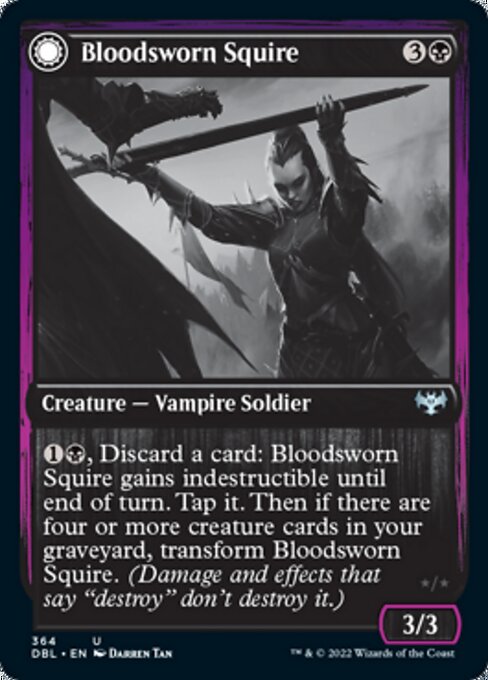 Bloodsworn Squire 3
Creature — Vampire Soldier
1, Discard a card: Bloodsworn
Squire gains indestructible until
end of turn. Tap it. Then if there are
four or more creature cards in your
graveyard, transform Bloodsworn
Squire. (Damage and effects that
say “destroy” don’t destroy it.)
*/*
3/3
364 U
DBL • EN Darren Tan
™ & © 2022 Wizards of the Coast